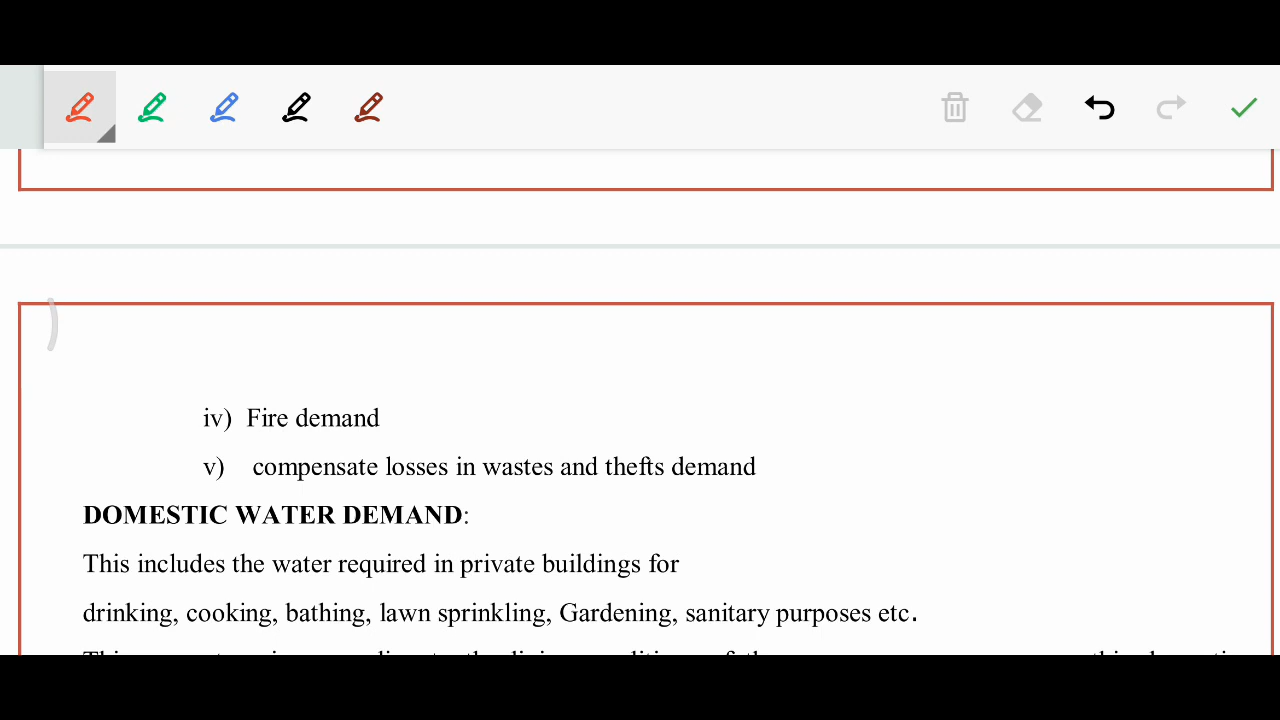 iv) Fire demand
v) compensate losses in wastes and thefts demand
DOMESTIC WATER DEMAND:
This includes the water required in private buildings for
drinking, cooking, bathing, lawn sprinkling, Gardening, sanitary purposes etc.